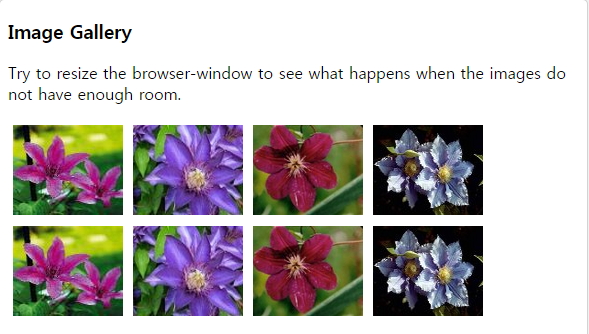 Image Gallery
Try to resize the browser-window to see what happens when the images do
not have enough room.